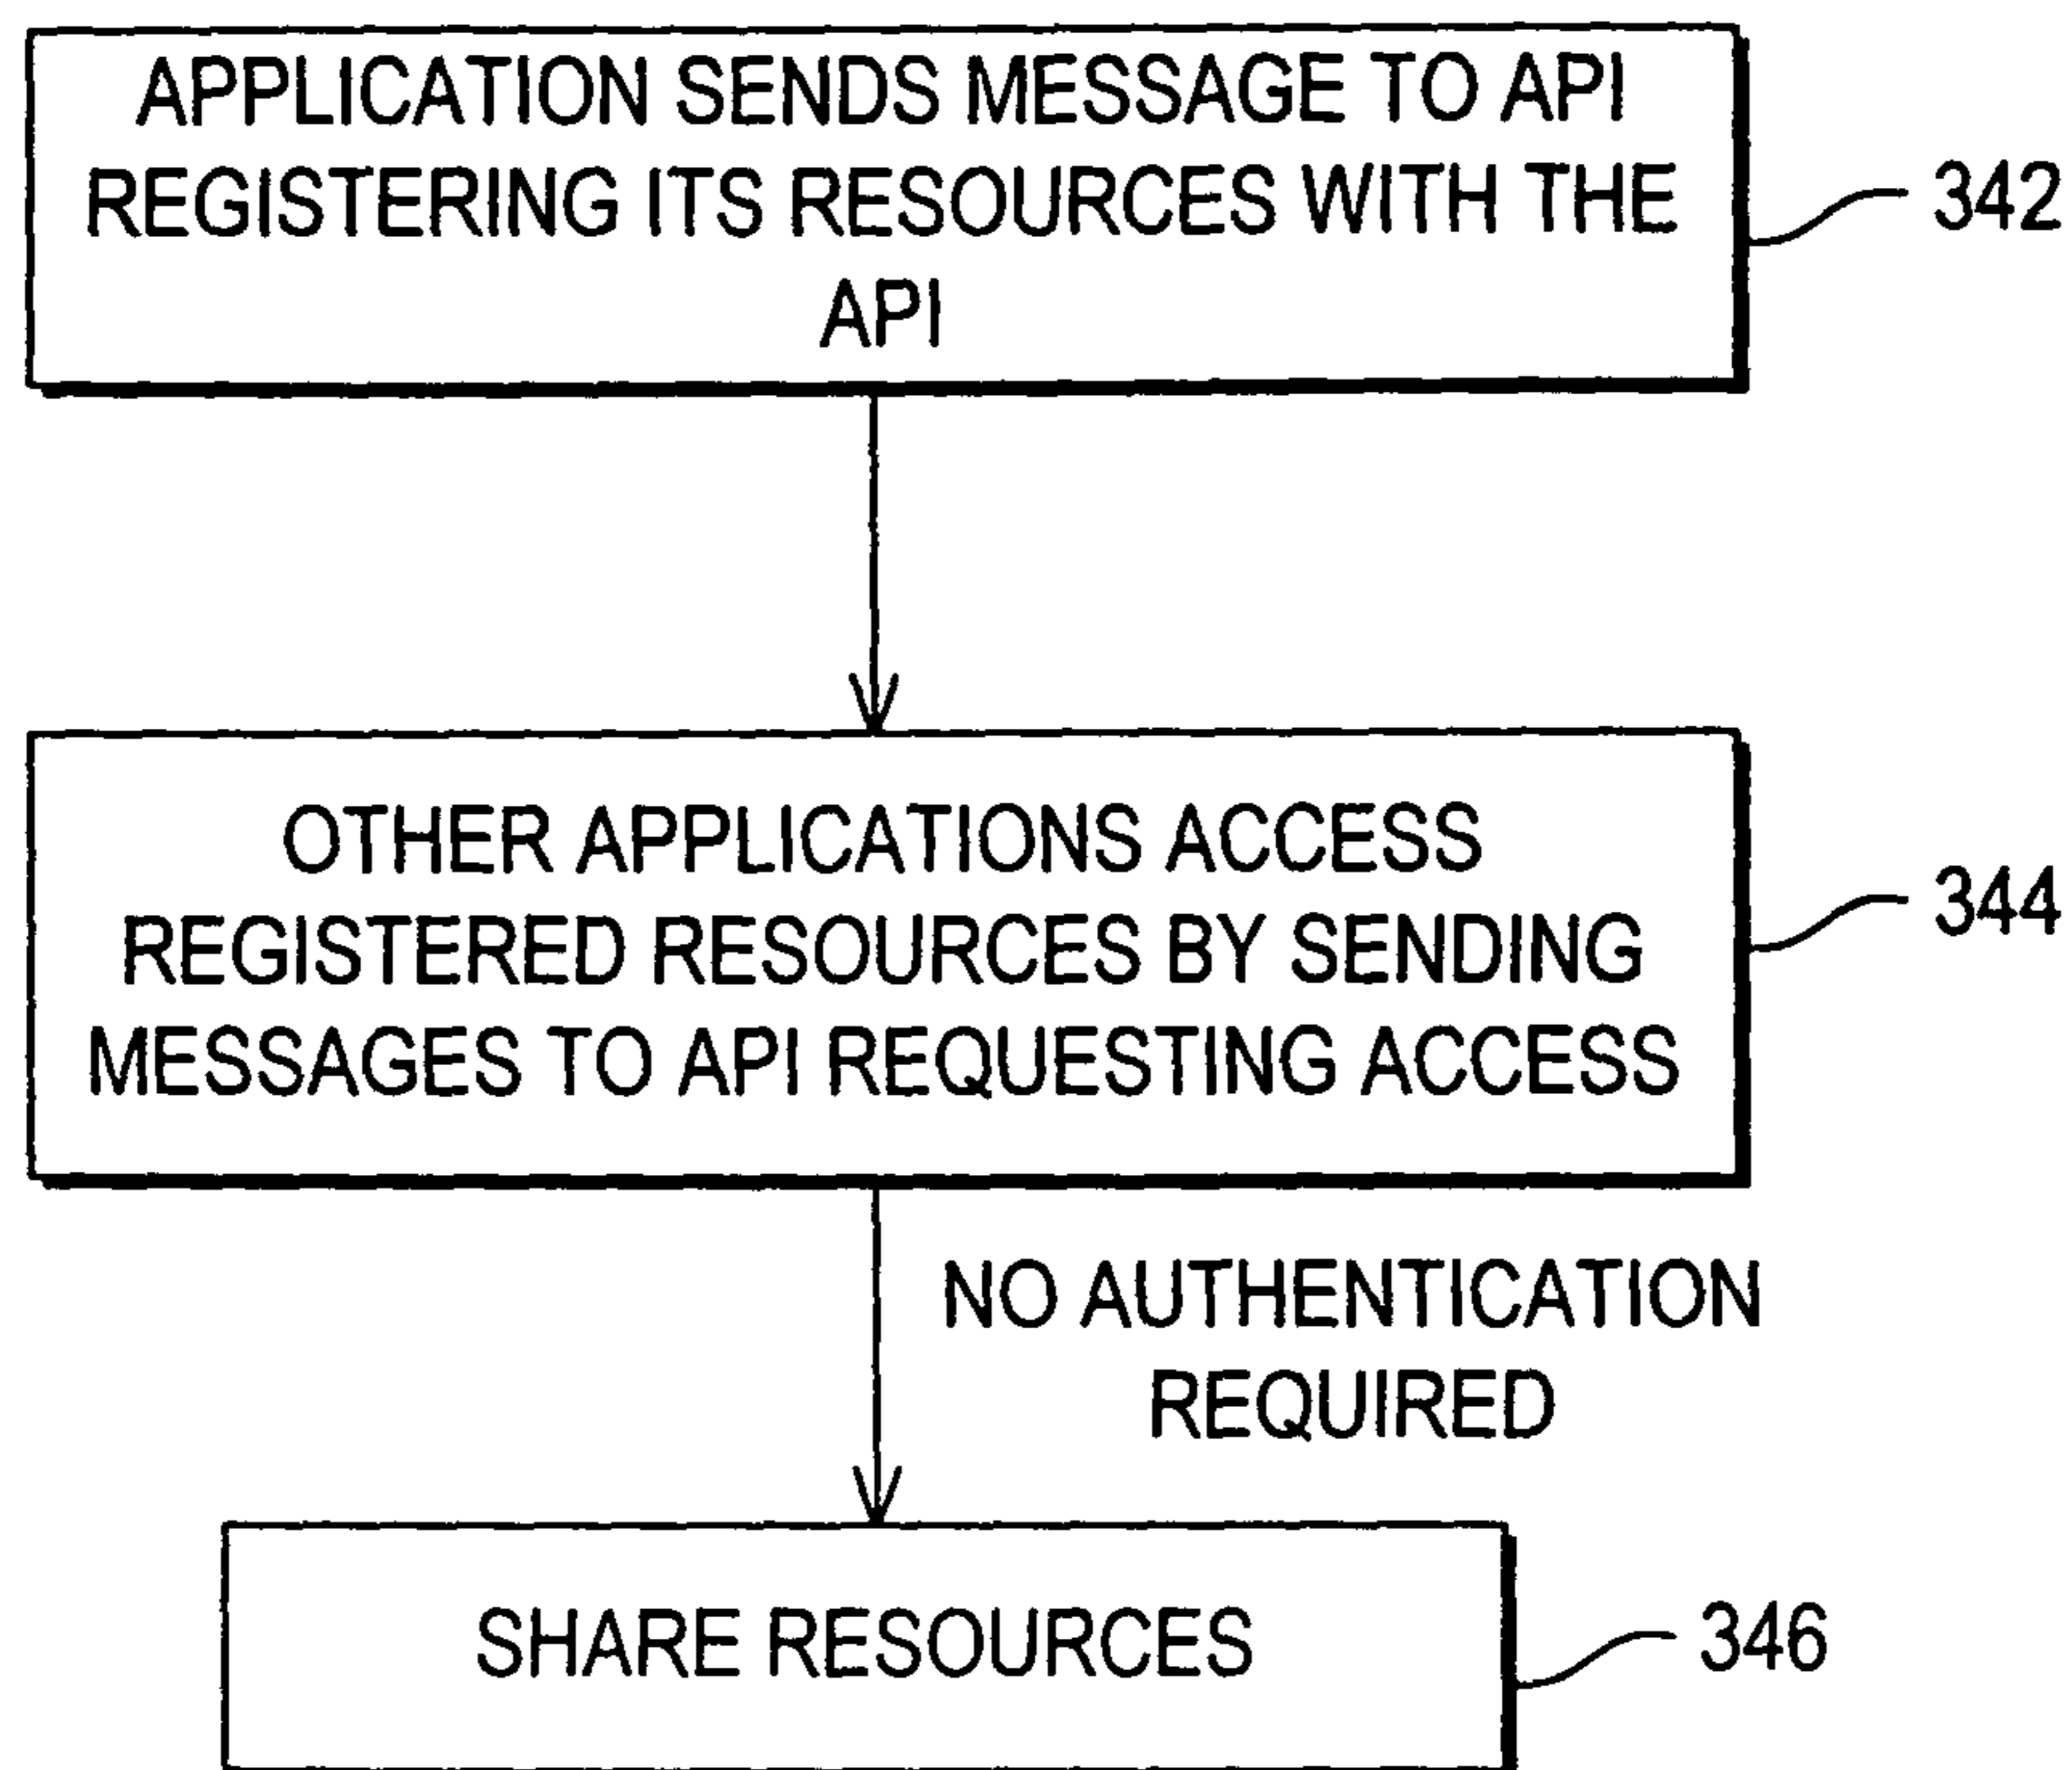 APPLICATION SENDS MESSAGE TO API
REGISTERING ITS RESOURCES WITH THE
API
342
OTHER APPLICATIONS ACCESS
REGISTERED RESOURCES BY SENDING
MESSAGES TO API REQUESTING ACCESS
344
NO AUTHENTICATION
REQUIRED
SHARE RESOURCES
346